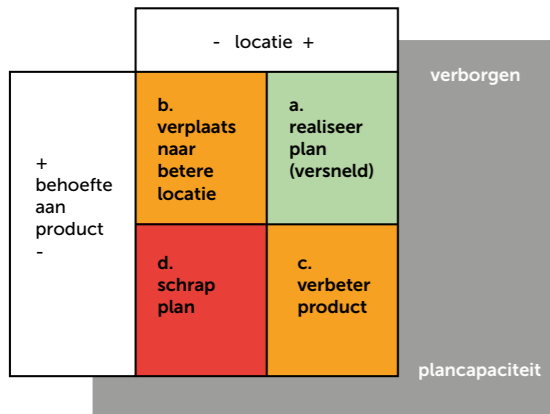 - locatie +
verborgen
b.
verplaats
naar
betere
locatie
a.
realiseer
plan
(versneld)
+
behoefte
aan
product
-
d.
schrap
plan
c.
verbeter
product
plancapaciteit